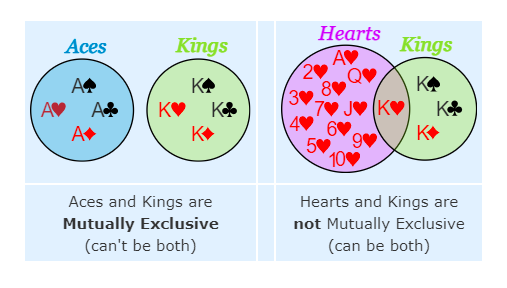 Aces
Kings
A♠
A♥ A♣
A♦
K♠
K♥ K♣
K♦
Aces and Kings are
Mutually Exclusive
(can't be both)
Hearts
Kings
A♥
2♥ Q♥
8♥
3♥
7♥ J♥
4♥
6♥
5♥ 9♥
10♥
K♥
K♠
K♣
K♦
Hearts and Kings are
not Mutually Exclusive
(can be both)